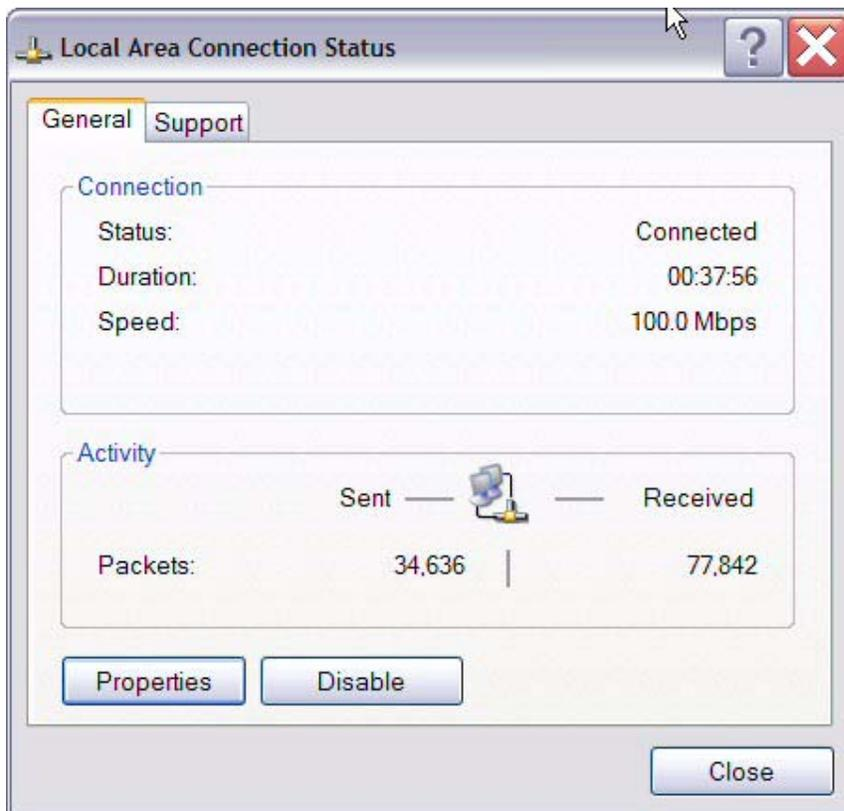 Local Area Connection Status
?
General Support
Connection
Status: Connected
Duration: 00:37:56
Speed: 100.0 Mbps
Activity
Sent Received
Packets: 34,636 77,842
Properties Disable
Close